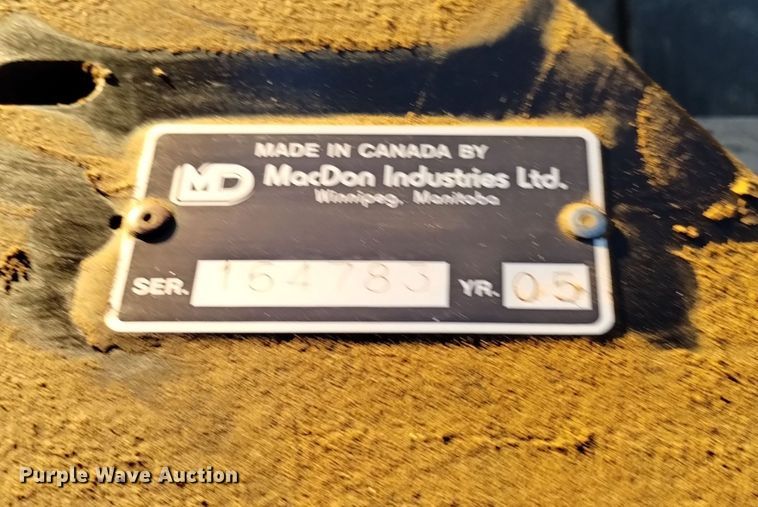 MADE IN CANADA BY
MD MacDon Industries Ltd.
Winnipeg, Manitoba
SER. 164783 YR. 05
Purple Wave Auction